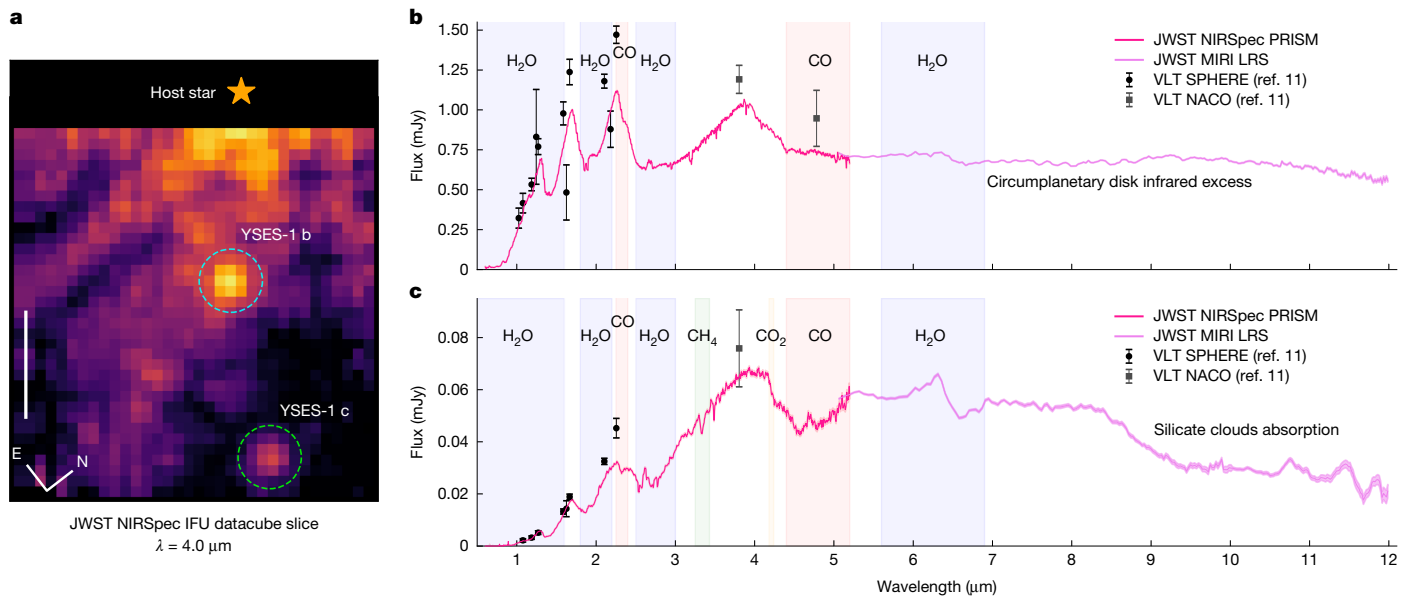 a
Host star
YSES-1 b
YSES-1 c
E
N
JWST NIRSpec IFU datacube slice
λ = 4.0 μm
b
Flux (mJy)
1.50
1.25
1.00
0.75
0.50
0.25
0
H₂O
H₂O
CO
H₂O
CO
H₂O
JWST NIRSpec PRISM
JWST MIRI LRS
VLT SPHERE (ref. 11)
VLT NACO (ref. 11)
Circumplanetary disk infrared excess
c
Flux (mJy)
0.08
0.06
0.04
0.02
0
H₂O
H₂O
CO
H₂O
CH₄
CO₂
CO
H₂O
JWST NIRSpec PRISM
JWST MIRI LRS
VLT SPHERE (ref. 11)
VLT NACO (ref. 11)
Silicate clouds absorption
1 2 3 4 5 6 7 8 9 10 11 12
Wavelength (μm)